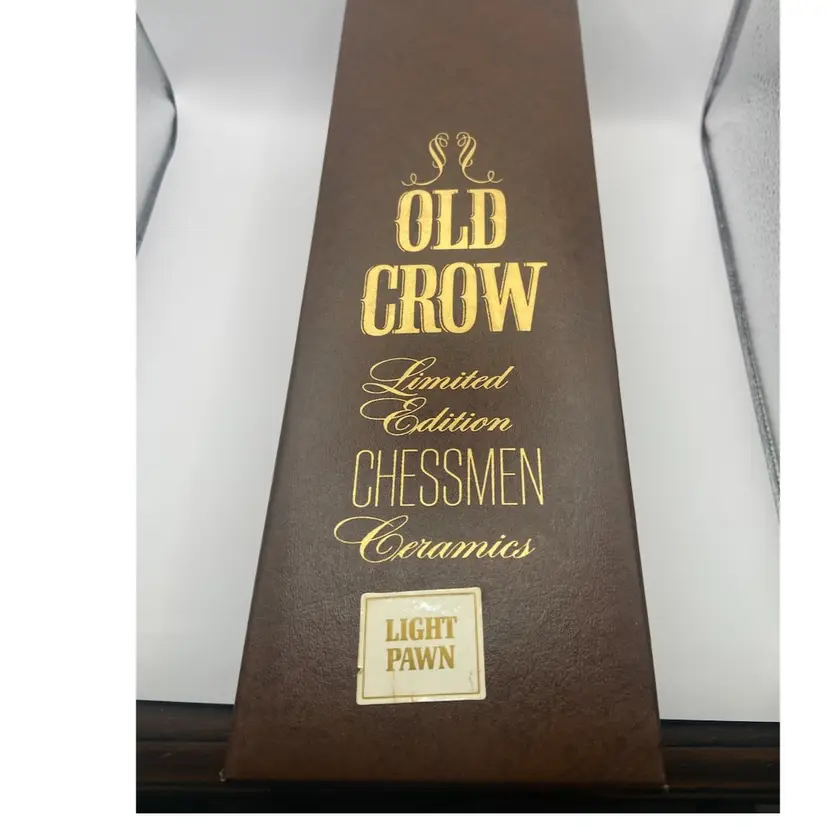 OLD
CROW
Limited
Edition
CHESSMEN
Ceramics
LIGHT
PAWN